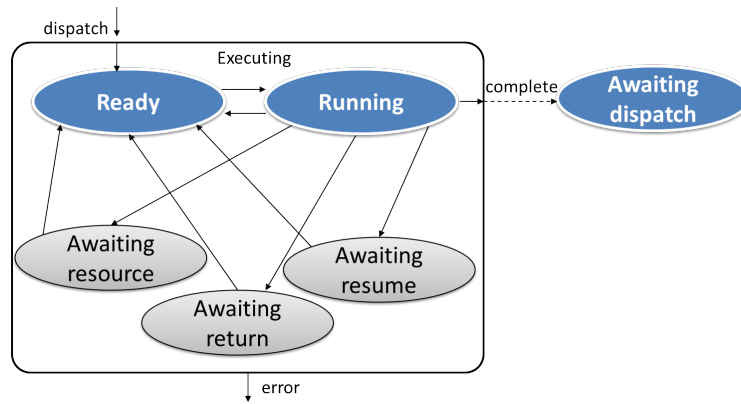 dispatch
Executing
Ready
Running
complete
Awaiting
dispatch
Awaiting
resource
Awaiting
resume
Awaiting
return
error